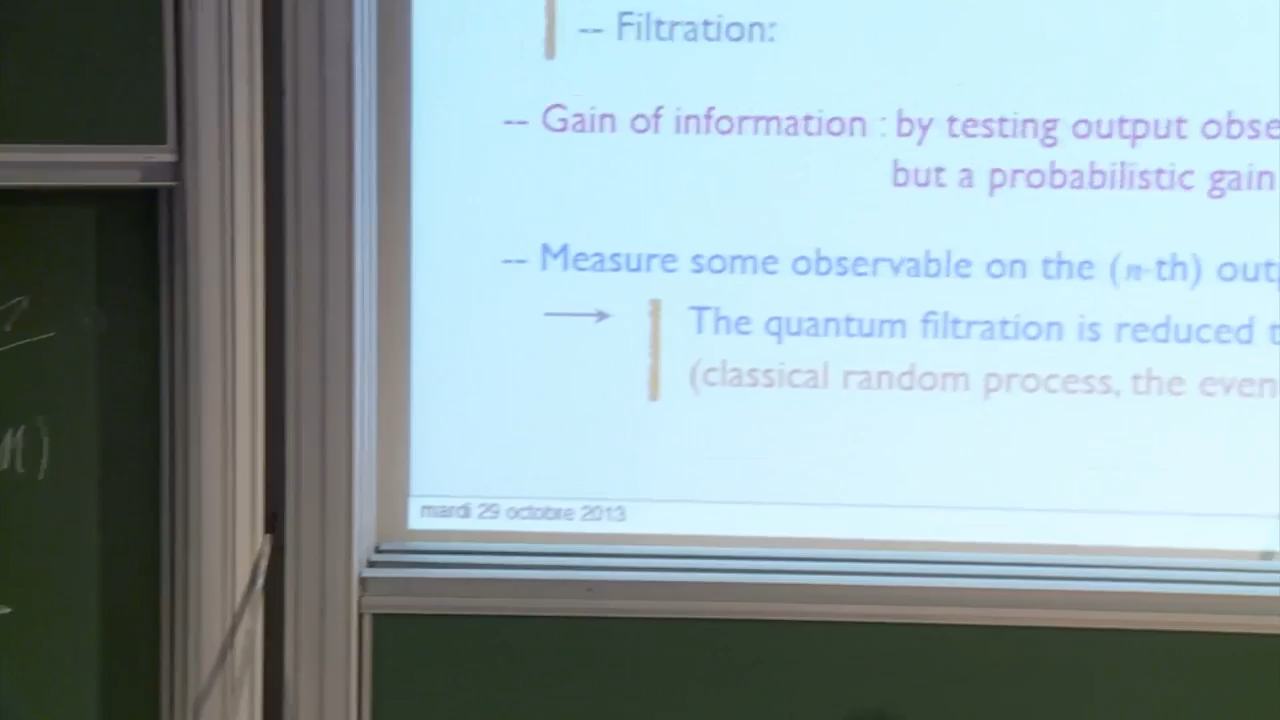 -- Filtration:
-- Gain of information : by testing output obse
but a probabilistic gain
-- Measure some observable on the (n-th) out
The quantum filtration is reduced t
(classical random process, the even
mardi 29 octobre 2013
M)